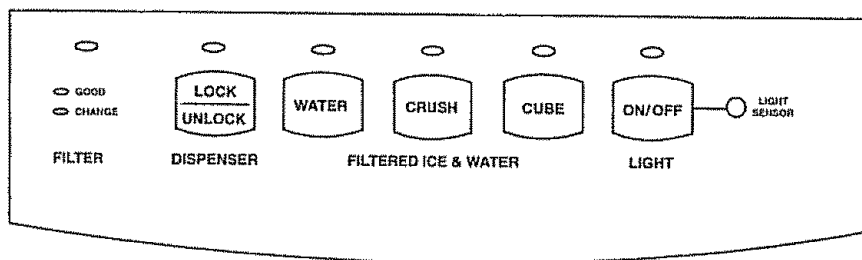 GOOD
CHANGE
FILTER
LOCK
UNLOCK
DISPENSER
WATER
CRUSH
CUBE
FILTERED ICE & WATER
ON/OFF
LIGHT
LIGHT
SENSOR